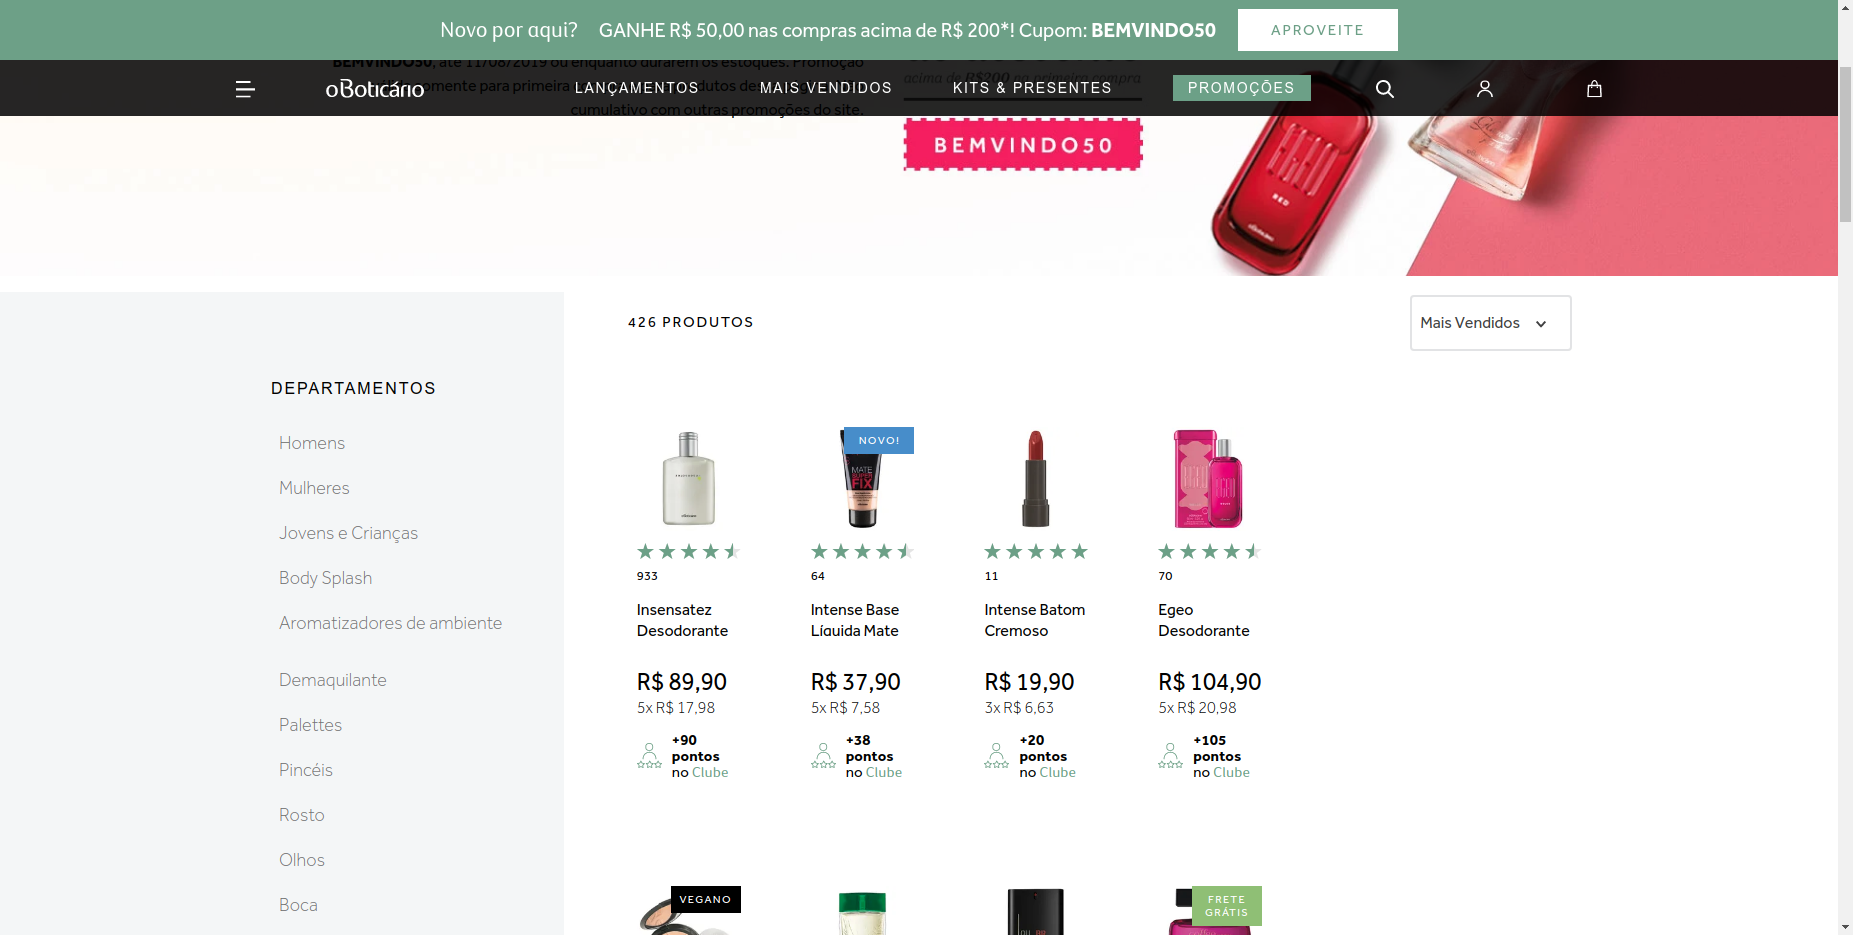 Novo por aqui? GANHE R$ 50,00 nas compras acima de R$ 200*! Cupom: BEMVINDO50
APROVEITE
BEMVINDO50, até 11/08/2019 ou enquanto durarem os estoques. Promoção
somente para primeira
cumulativo com outras promoções do site.
acima de R$200 na primeira compra
oBoticário
LANÇAMENTOS
MAIS VENDIDOS
KITS & PRESENTES
PROMOÇÕES
BEMVINDO50
EGEO
RED
426 PRODUTOS
Mais Vendidos
DEPARTAMENTOS
Homens
Mulheres
Jovens e Crianças
Body Splash
Aromatizadores de ambiente
Demaquilante
Palettes
Pincéis
Rosto
Olhos
Boca
933
Insensatez
Desodorante
R$ 89,90
5x R$ 17,98
+90
pontos
no Clube
NOVO!
MATE
SUPER
FIX
64
Intense Base
Líquida Mate
R$ 37,90
5x R$ 7,58
+38
pontos
no Clube
11
Intense Batom
Cremoso
R$ 19,90
3x R$ 6,63
+20
pontos
no Clube
70
Egeo
Desodorante
R$ 104,90
5x R$ 20,98
+105
pontos
no Clube
VEGANO
FRETE
GRÁTIS